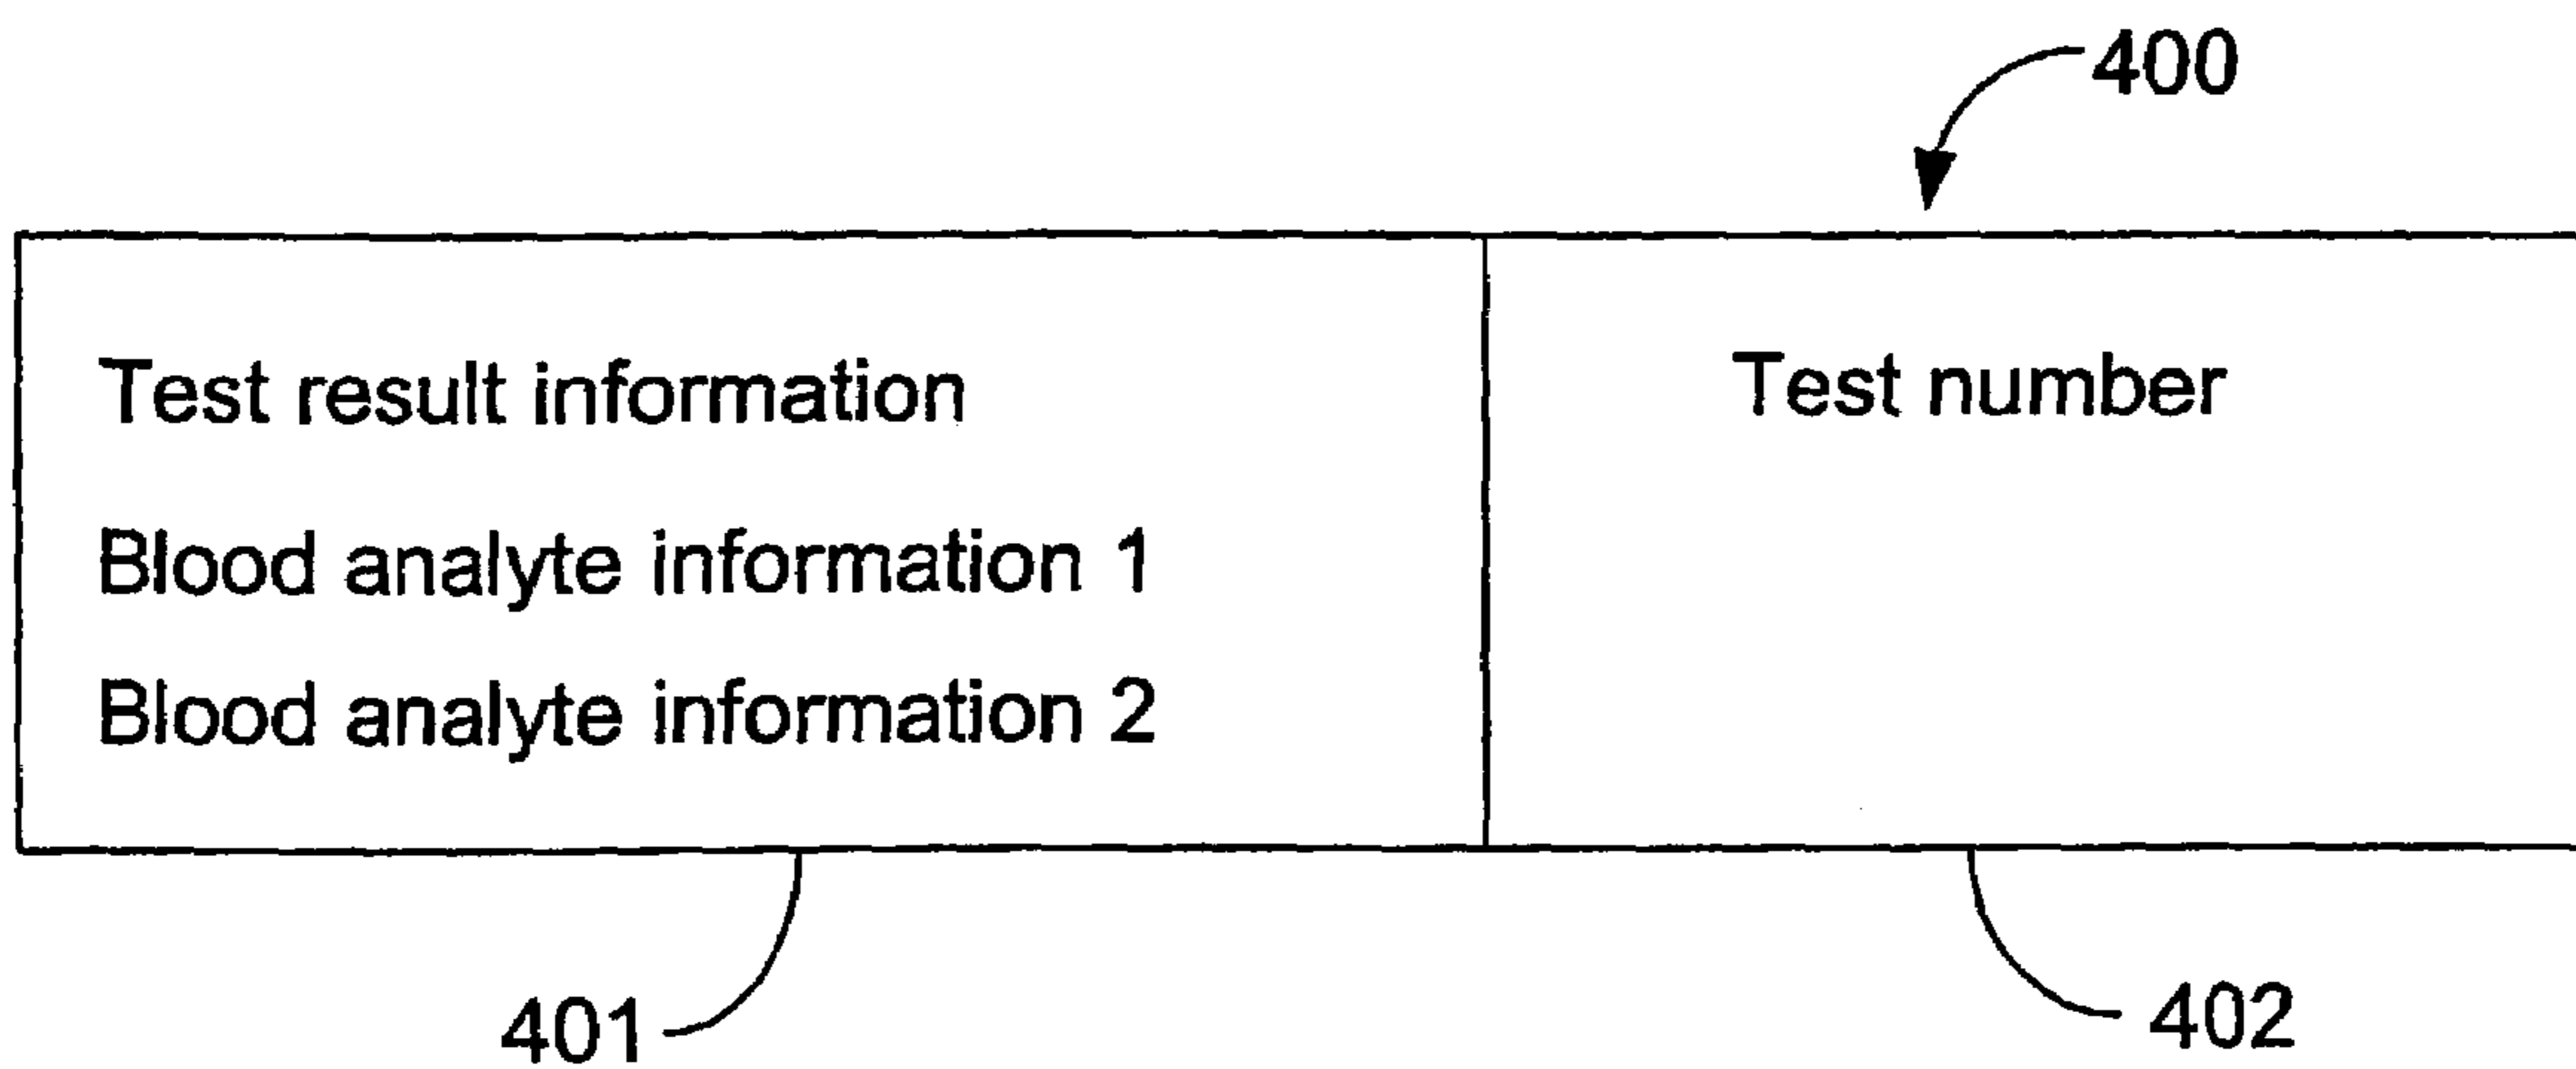 400
Test result information
Test number
Blood analyte information 1
Blood analyte information 2
401
402